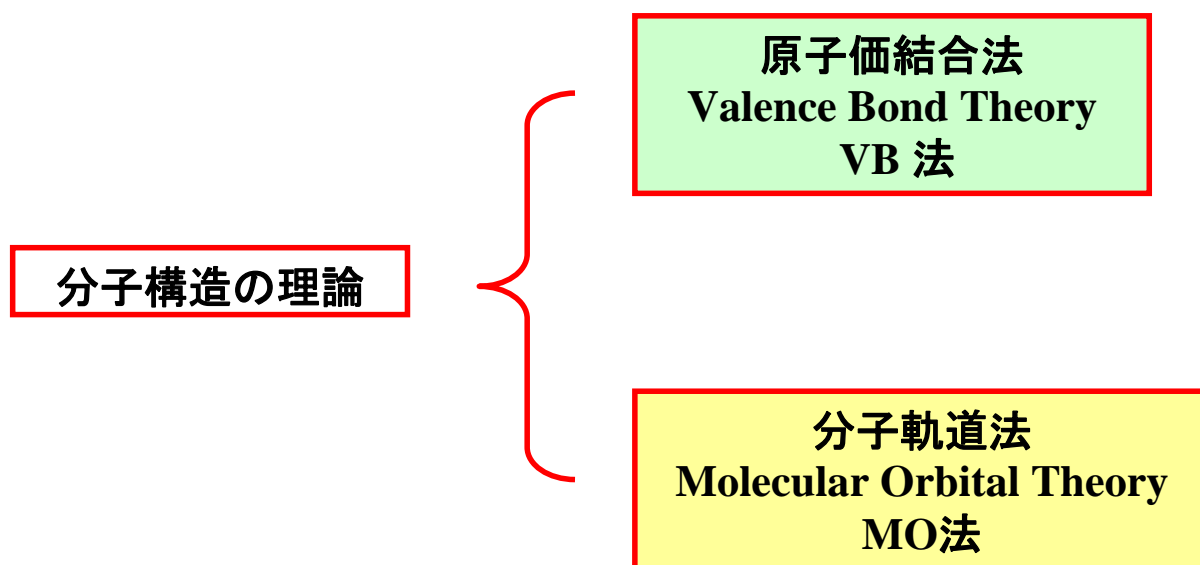 原子価結合法
Valence Bond Theory
VB 法
分子構造の理論
分子軌道法
Molecular Orbital Theory
MO法